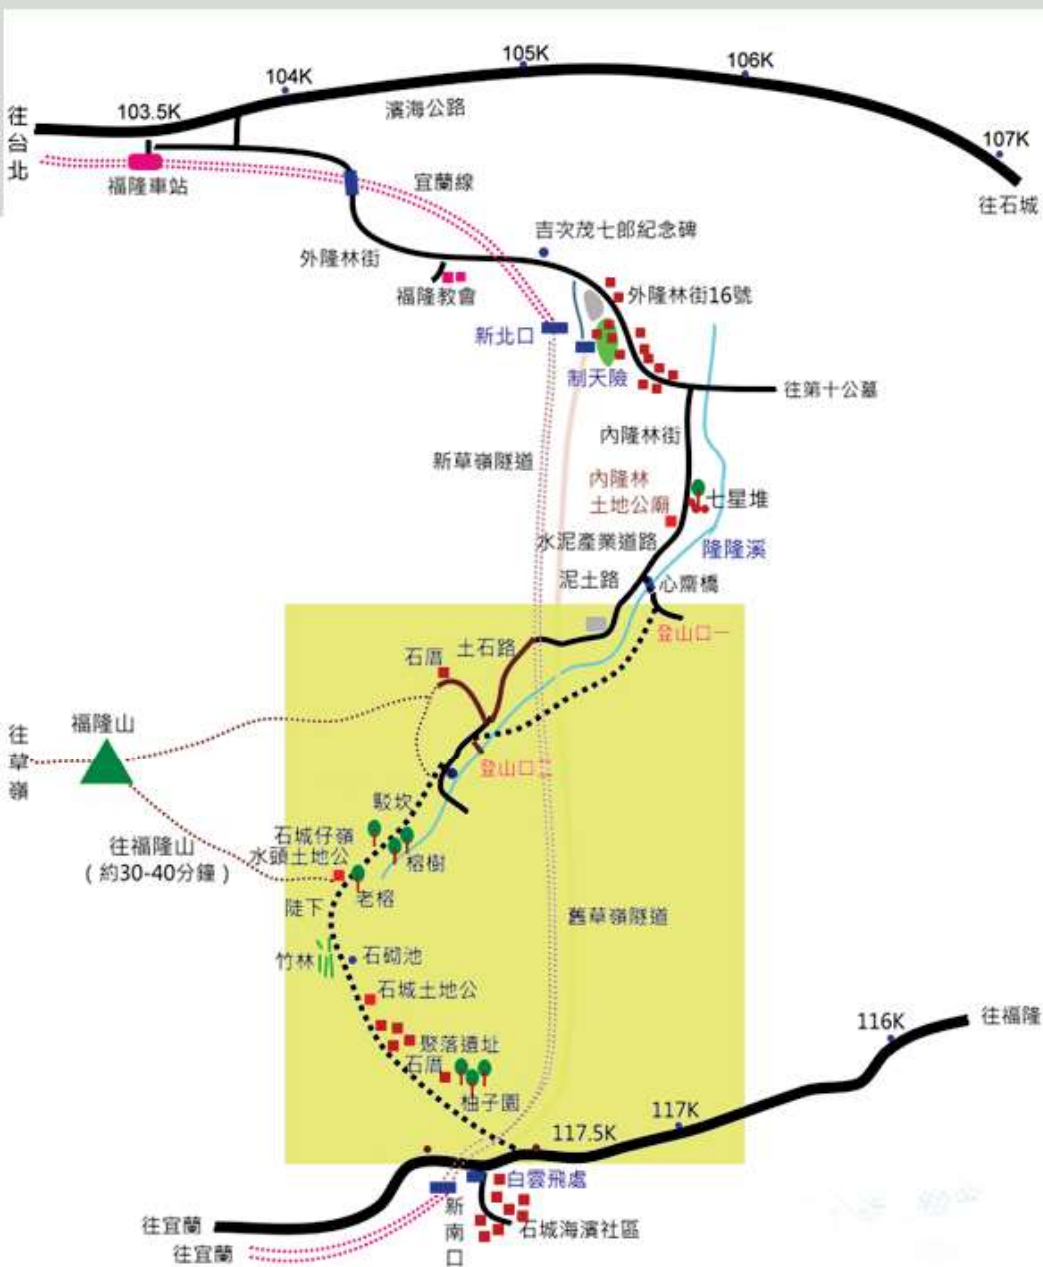 105K
106K
104K
103.5K
濱海公路
107K
往台北
福隆車站
宜蘭線
往石城
吉次茂七郎紀念碑
外隆林街
福隆教會
外隆林街16號
新北口
制天險
往第十公墓
內隆林街
新草嶺隧道
內隆林
土地公廟
七星堆
水泥產業道路
隆隆溪
泥土路
心齋橋
登山口一
土石路
石厝
往草嶺
福隆山
登山口二
駁坎
石城仔嶺
水頭土地公
榕樹
往福隆山
(約30-40分鐘)
老榕
陡下
舊草嶺隧道
竹林
石砌池
石城土地公
聚落遺址
石厝
柚子園
116K
往福隆
117K
117.5K
白雲飛處
新南口
石城海濱社區
往宜蘭
往宜蘭